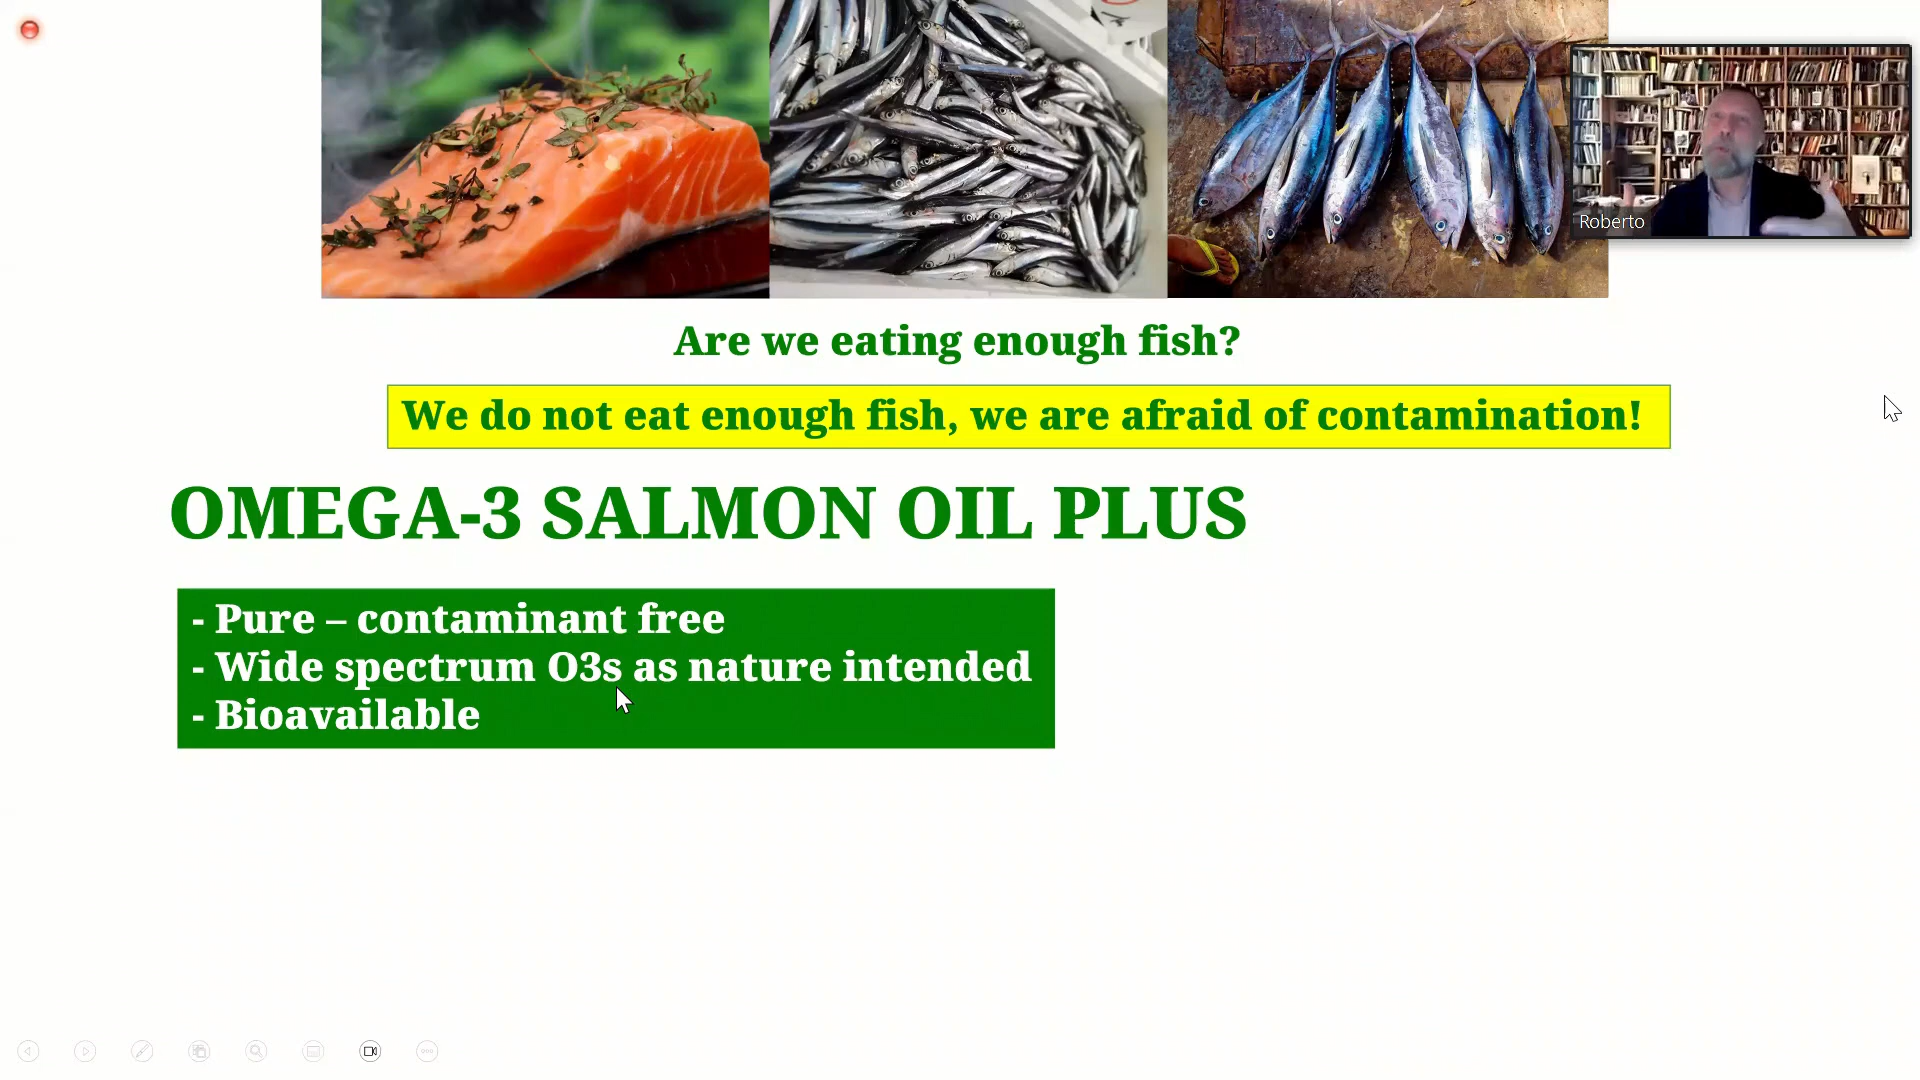 Roberto
Are we eating enough fish?
We do not eat enough fish, we are afraid of contamination!
OMEGA-3 SALMON OIL PLUS
- Pure – contaminant free
- Wide spectrum O3s as nature intended
- Bioavailable